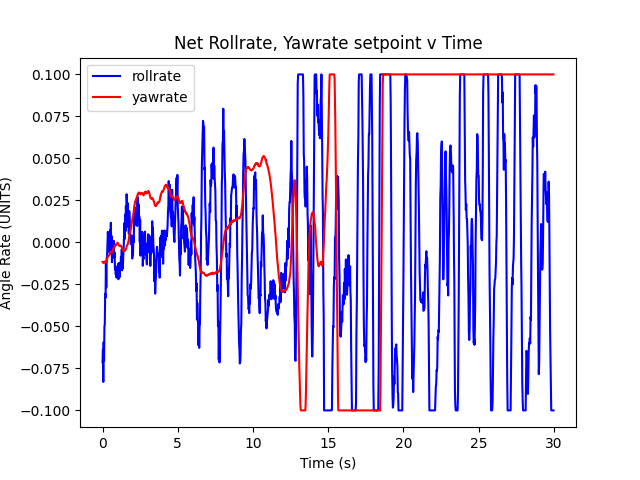 Net Rollrate, Yawrate setpoint v Time
rollrate
yawrate
0.100
0.075
0.050
0.025
0.000
−0.025
−0.050
−0.075
−0.100
Angle Rate (UNITS)
0 5 10 15 20 25 30
Time (s)